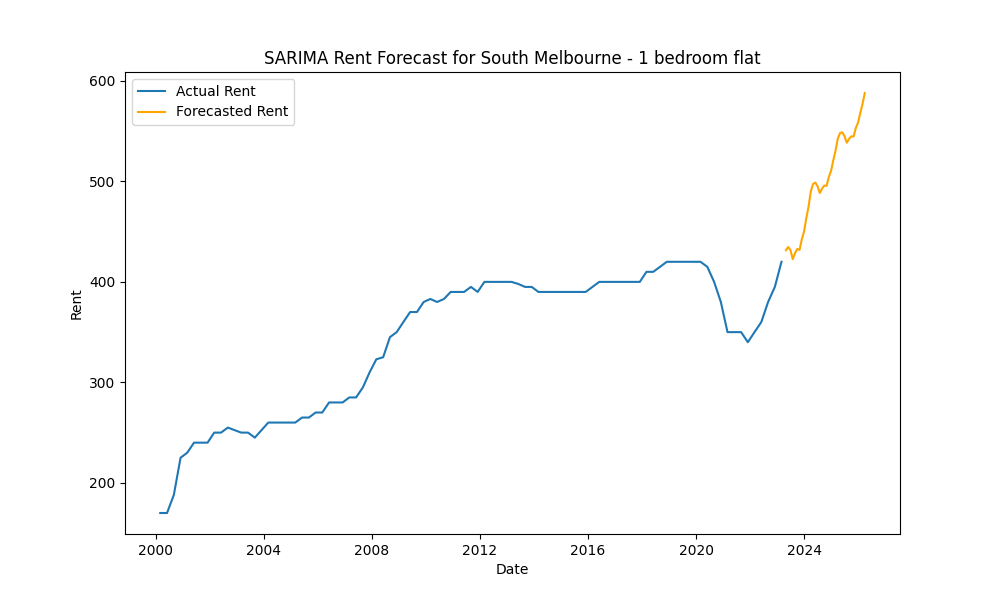 SARIMA Rent Forecast for South Melbourne - 1 bedroom flat
Actual Rent
Forecasted Rent
600
500
400
300
200
Rent
2000 2004 2008 2012 2016 2020 2024
Date